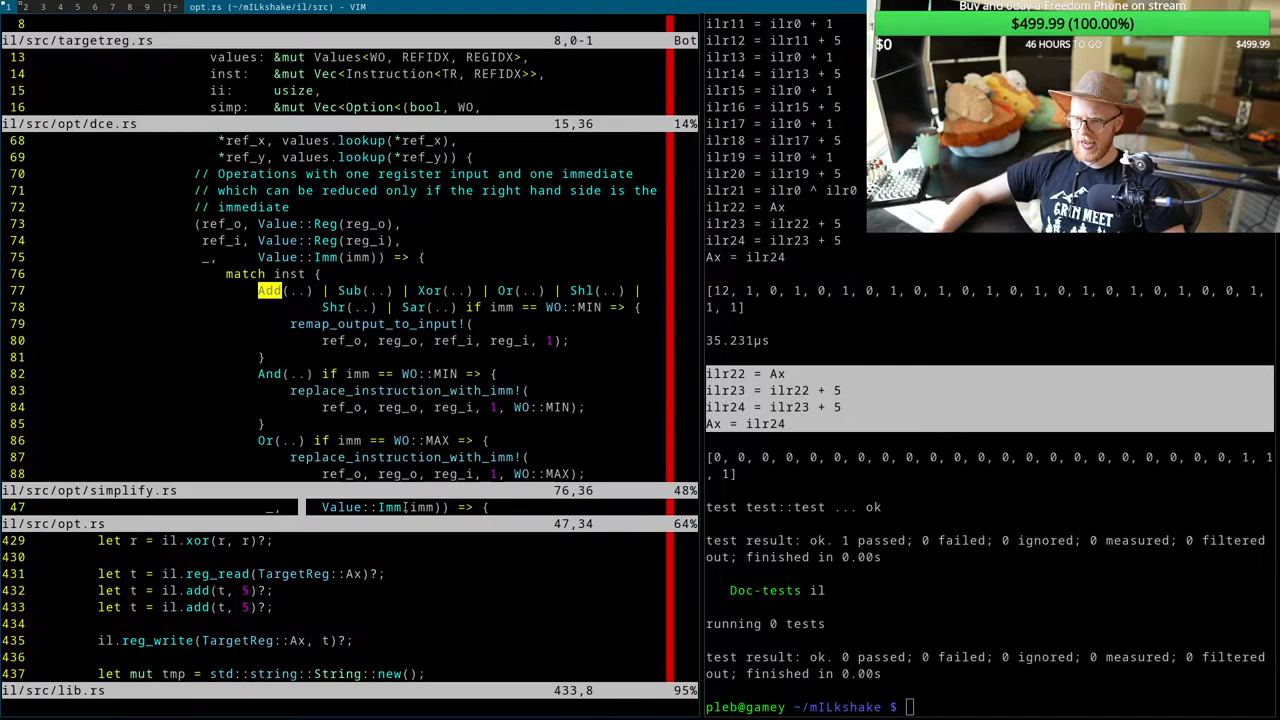 1 2 3 4 5 6 7 8 9 []= opt.rs (~/mILkshake/il/src) - VIM
8
il/src/targetreg.rs 8,0-1 Bot
13 values: &mut Values<WO, REFIDX, REGIDX>,
14 inst: &mut Vec<Instruction<TR, REFIDX>>,
15 ii: usize,
16 simp: &mut Vec<Option<(bool, WO,
il/src/opt/dce.rs 15,36 14%
68 *ref_x, values.lookup(*ref_x),
69 *ref_y, values.lookup(*ref_y)) {
70 // Operations with one register input and one immediate
71 // which can be reduced only if the right hand side is the
72 // immediate
73 (ref_o, Value::Reg(reg_o),
74 ref_i, Value::Reg(reg_i),
75 _, Value::Imm(imm)) => {
76 match inst {
77 Add(..) | Sub(..) | Xor(..) | Or(..) | Shl(..) |
78 Shr(..) | Sar(..) if imm == WO::MIN => {
79 remap_output_to_input!(
80 ref_o, reg_o, ref_i, reg_i, 1);
81 }
82 And(..) if imm == WO::MIN => {
83 replace_instruction_with_imm!(
84 ref_o, reg_o, reg_i, 1, WO::MIN);
85 }
86 Or(..) if imm == WO::MAX => {
87 replace_instruction_with_imm!(
88 ref_o, reg_o, reg_i, 1, WO::MAX);
il/src/opt/simplify.rs 76,36 48%
47 _, Value::Imm(imm)) => {
il/src/opt.rs 47,34 64%
429 let r = il.xor(r, r)?;
430
431 let t = il.reg_read(TargetReg::Ax)?;
432 let t = il.add(t, 5)?;
433 let t = il.add(t, 5)?;
434
435 il.reg_write(TargetReg::Ax, t)?;
436
437 let mut tmp = std::string::String::new();
il/src/lib.rs 433,8 95%
ilr11 = ilr0 + 1
ilr12 = ilr11 + 5
ilr13 = ilr0 + 1
ilr14 = ilr13 + 5
ilr15 = ilr0 + 1
ilr16 = ilr15 + 5
ilr17 = ilr0 + 1
ilr18 = ilr17 + 5
ilr19 = ilr0 + 1
ilr20 = ilr19 + 5
ilr21 = ilr0 ^ ilr0
ilr22 = Ax
ilr23 = ilr22 + 5
ilr24 = ilr23 + 5
Ax = ilr24
[12, 1, 0, 1, 0, 1, 0, 1, 0, 1, 0, 1, 0, 1, 0, 1, 0, 1, 0, 0, 1,
1, 1]
35.231µs
ilr22 = Ax
ilr23 = ilr22 + 5
ilr24 = ilr23 + 5
Ax = ilr24
[0, 0, 0, 0, 0, 0, 0, 0, 0, 0, 0, 0, 0, 0, 0, 0, 0, 0, 0, 0, 1, 1
, 1]
test test::test ... ok
test result: ok. 1 passed; 0 failed; 0 ignored; 0 measured; 0 filtered
out; finished in 0.00s
Doc-tests il
running 0 tests
test result: ok. 0 passed; 0 failed; 0 ignored; 0 measured; 0 filtered
out; finished in 0.00s
pleb@gamey ~/mILkshake $
Buy and 0day a Freedom Phone on stream
$499.99 (100.00%)
$0 46 HOURS TO GO $499.99
MEET